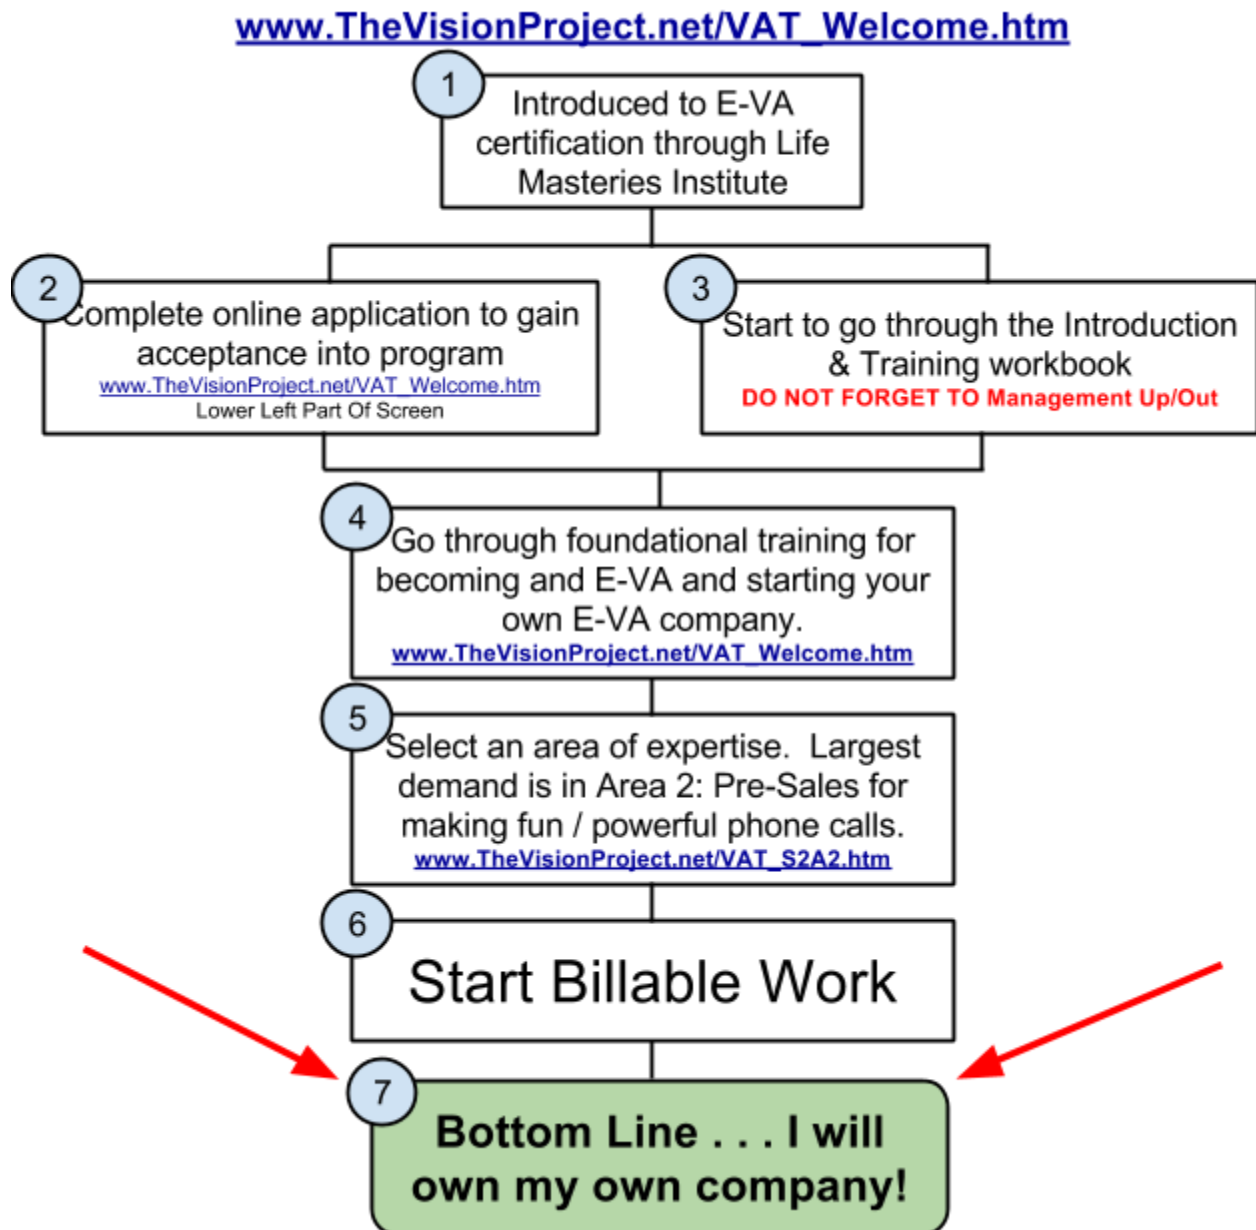 www.TheVisionProject.net/VAT_Welcome.htm
1
Introduced to E-VA
certification through Life
Masteries Institute
2
Complete online application to gain
acceptance into program
www.TheVisionProject.net/VAT_Welcome.htm
Lower Left Part Of Screen
3
Start to go through the Introduction
& Training workbook
DO NOT FORGET TO Management Up/Out
4
Go through foundational training for
becoming and E-VA and starting your
own E-VA company.
www.TheVisionProject.net/VAT_Welcome.htm
5
Select an area of expertise.  Largest
demand is in Area 2: Pre-Sales for
making fun / powerful phone calls.
www.TheVisionProject.net/VAT_S2A2.htm
6
Start Billable Work
7
Bottom Line . . . I will
own my own company!